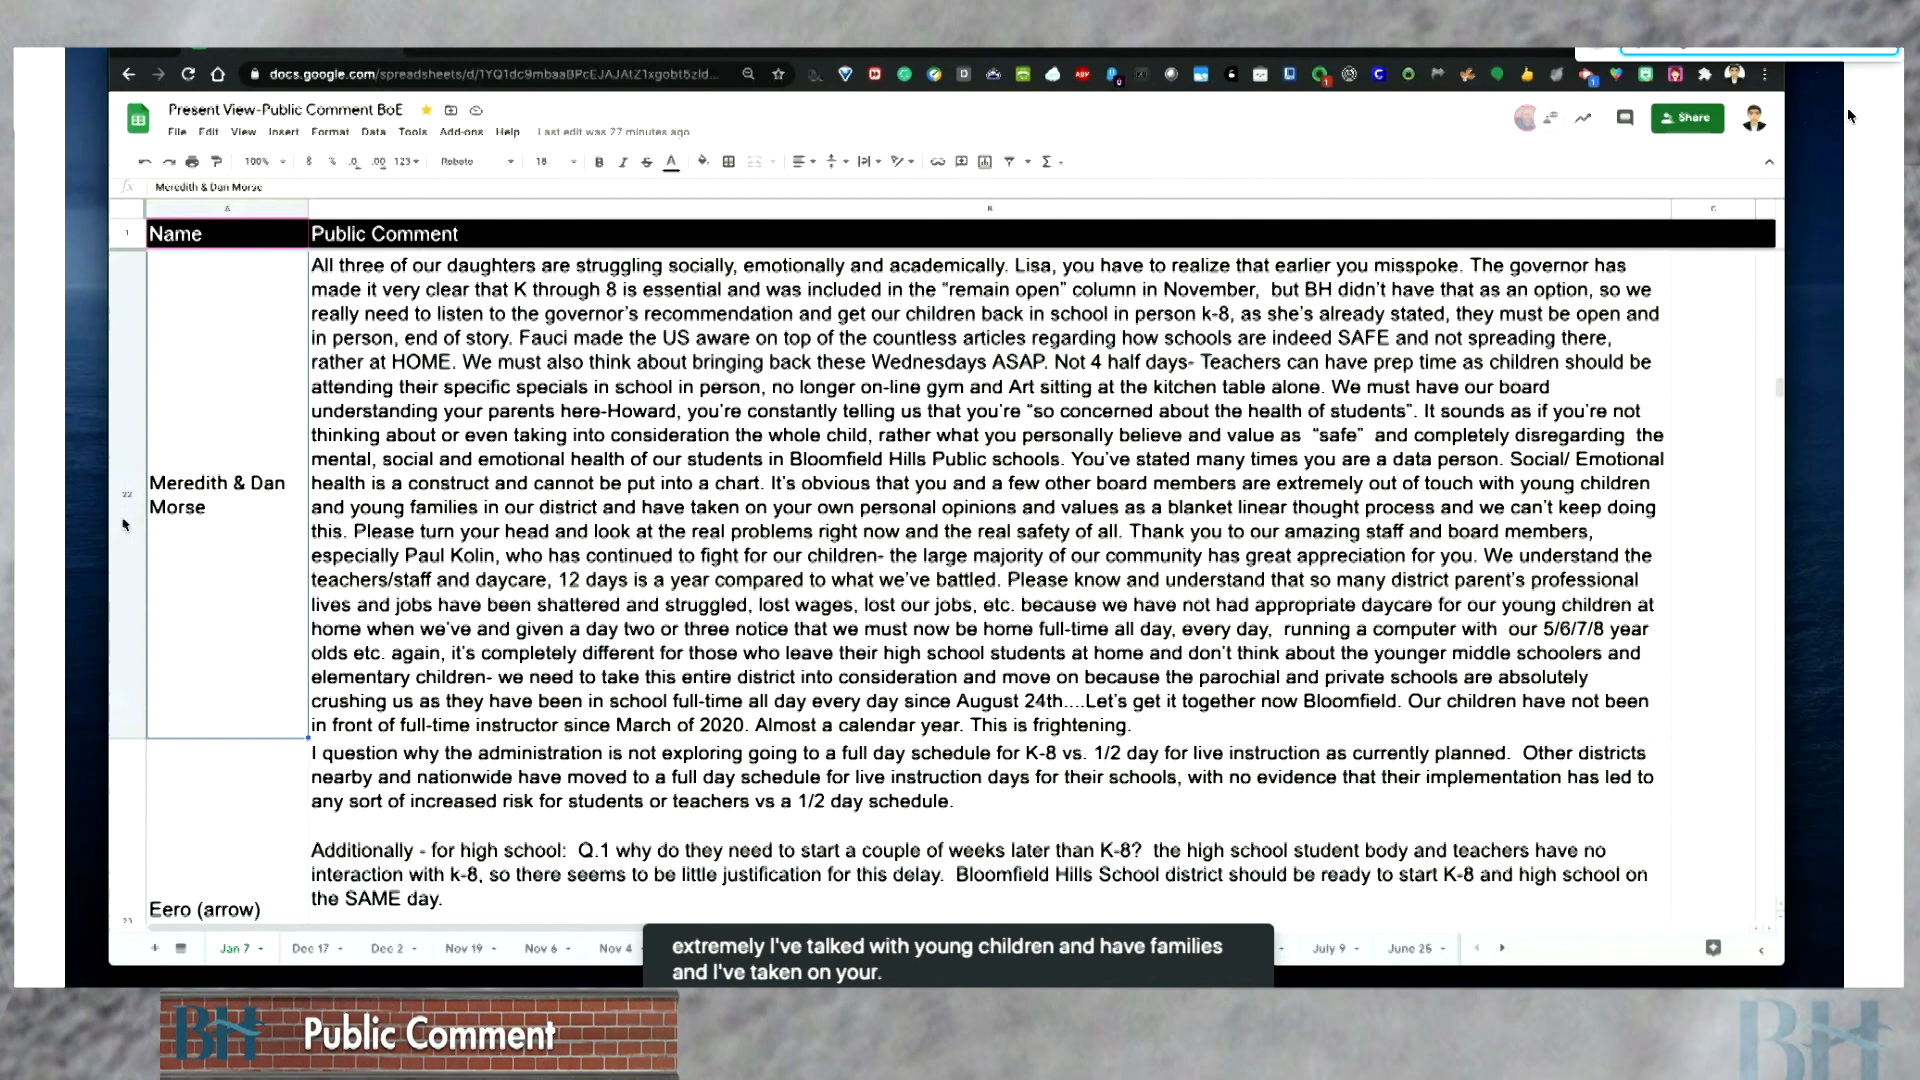 docs.google.com/spreadsheets/d/1YQ1dc9mbaaBPcEJAJAtZ1xgobt5zld...
Present View-Public Comment BoE
File Edit View Insert Format Data Tools Add-ons Help Last edit was 27 minutes ago
Share
100% $ % .0 .00 123 Roboto 18 B I S A
fx Meredith & Dan Morse
A B C
1 Name Public Comment
All three of our daughters are struggling socially, emotionally and academically. Lisa, you have to realize that earlier you misspoke. The governor has
made it very clear that K through 8 is essential and was included in the “remain open” column in November, but BH didn’t have that as an option, so we
really need to listen to the governor’s recommendation and get our children back in school in person k-8, as she’s already stated, they must be open and
in person, end of story. Fauci made the US aware on top of the countless articles regarding how schools are indeed SAFE and not spreading there,
rather at HOME. We must also think about bringing back these Wednesdays ASAP. Not 4 half days- Teachers can have prep time as children should be
attending their specific specials in school in person, no longer on-line gym and Art sitting at the kitchen table alone. We must have our board
understanding your parents here-Howard, you’re constantly telling us that you’re “so concerned about the health of students”. It sounds as if you’re not
thinking about or even taking into consideration the whole child, rather what you personally believe and value as “safe” and completely disregarding the
mental, social and emotional health of our students in Bloomfield Hills Public schools. You’ve stated many times you are a data person. Social/ Emotional
health is a construct and cannot be put into a chart. It’s obvious that you and a few other board members are extremely out of touch with young children
and young families in our district and have taken on your own personal opinions and values as a blanket linear thought process and we can’t keep doing
this. Please turn your head and look at the real problems right now and the real safety of all. Thank you to our amazing staff and board members,
especially Paul Kolin, who has continued to fight for our children- the large majority of our community has great appreciation for you. We understand the
teachers/staff and daycare, 12 days is a year compared to what we’ve battled. Please know and understand that so many district parent’s professional
lives and jobs have been shattered and struggled, lost wages, lost our jobs, etc. because we have not had appropriate daycare for our young children at
home when we’ve and given a day two or three notice that we must now be home full-time all day, every day, running a computer with our 5/6/7/8 year
olds etc. again, it’s completely different for those who leave their high school students at home and don’t think about the younger middle schoolers and
elementary children- we need to take this entire district into consideration and move on because the parochial and private schools are absolutely
crushing us as they have been in school full-time all day every day since August 24th....Let’s get it together now Bloomfield. Our children have not been
in front of full-time instructor since March of 2020. Almost a calendar year. This is frightening.
22 Meredith & Dan
Morse
I question why the administration is not exploring going to a full day schedule for K-8 vs. 1/2 day for live instruction as currently planned. Other districts
nearby and nationwide have moved to a full day schedule for live instruction days for their schools, with no evidence that their implementation has led to
any sort of increased risk for students or teachers vs a 1/2 day schedule.
Additionally - for high school: Q.1 why do they need to start a couple of weeks later than K-8? the high school student body and teachers have no
interaction with k-8, so there seems to be little justification for this delay. Bloomfield Hills School district should be ready to start K-8 and high school on
the SAME day.
23 Eero (arrow)
Jan 7 Dec 17 Dec 2 Nov 19 Nov 6 Nov 4 July 9 June 25
extremely I've talked with young children and have families
and I've taken on your.
BH Public Comment
BH